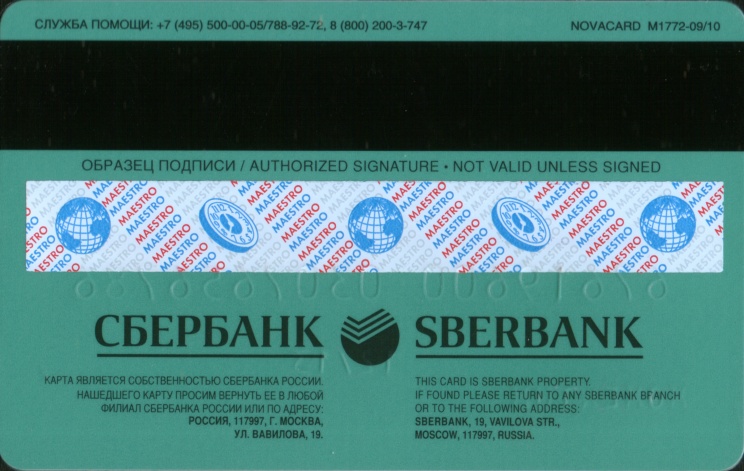 СЛУЖБА ПОМОЩИ: +7 (495) 500-00-05/788-92-72, 8 (800) 200-3-747
NOVACARD M1772-09/10
ОБРАЗЕЦ ПОДПИСИ / AUTHORIZED SIGNATURE • NOT VALID UNLESS SIGNED
MAESTRO
СБЕРБАНК
SBERBANK
КАРТА ЯВЛЯЕТСЯ СОБСТВЕННОСТЬЮ СБЕРБАНКА РОССИИ.
НАШЕДШЕГО КАРТУ ПРОСИМ ВЕРНУТЬ ЕЕ В ЛЮБОЙ
ФИЛИАЛ СБЕРБАНКА РОССИИ ИЛИ ПО АДРЕСУ:
РОССИЯ, 117997, Г. МОСКВА,
УЛ. ВАВИЛОВА, 19.
THIS CARD IS SBERBANK PROPERTY.
IF FOUND PLEASE RETURN TO ANY SBERBANK BRANCH
OR TO THE FOLLOWING ADDRESS:
SBERBANK, 19, VAVILOVA STR.,
MOSCOW, 117997, RUSSIA.